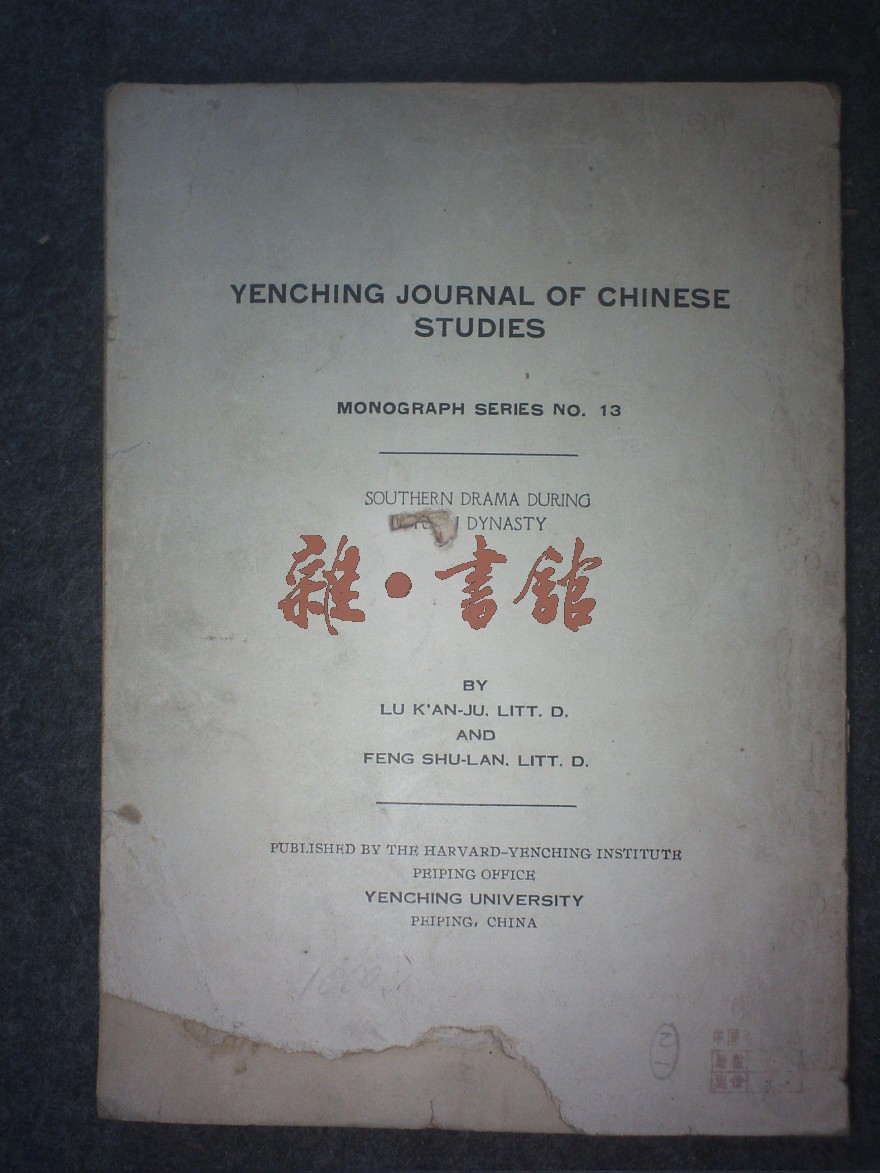 YENCHING JOURNAL OF CHINESE
STUDIES
MONOGRAPH SERIES NO. 13
SOUTHERN DRAMA DURING
DYNASTY
雜·書館
BY
LU K'AN-JU, LITT. D.
AND
FENG SHU-LAN, LITT. D.
PUBLISHED BY THE HARVARD-YENCHING INSTITUTE
PEIPING OFFICE
YENCHING UNIVERSITY
PEIPING, CHINA